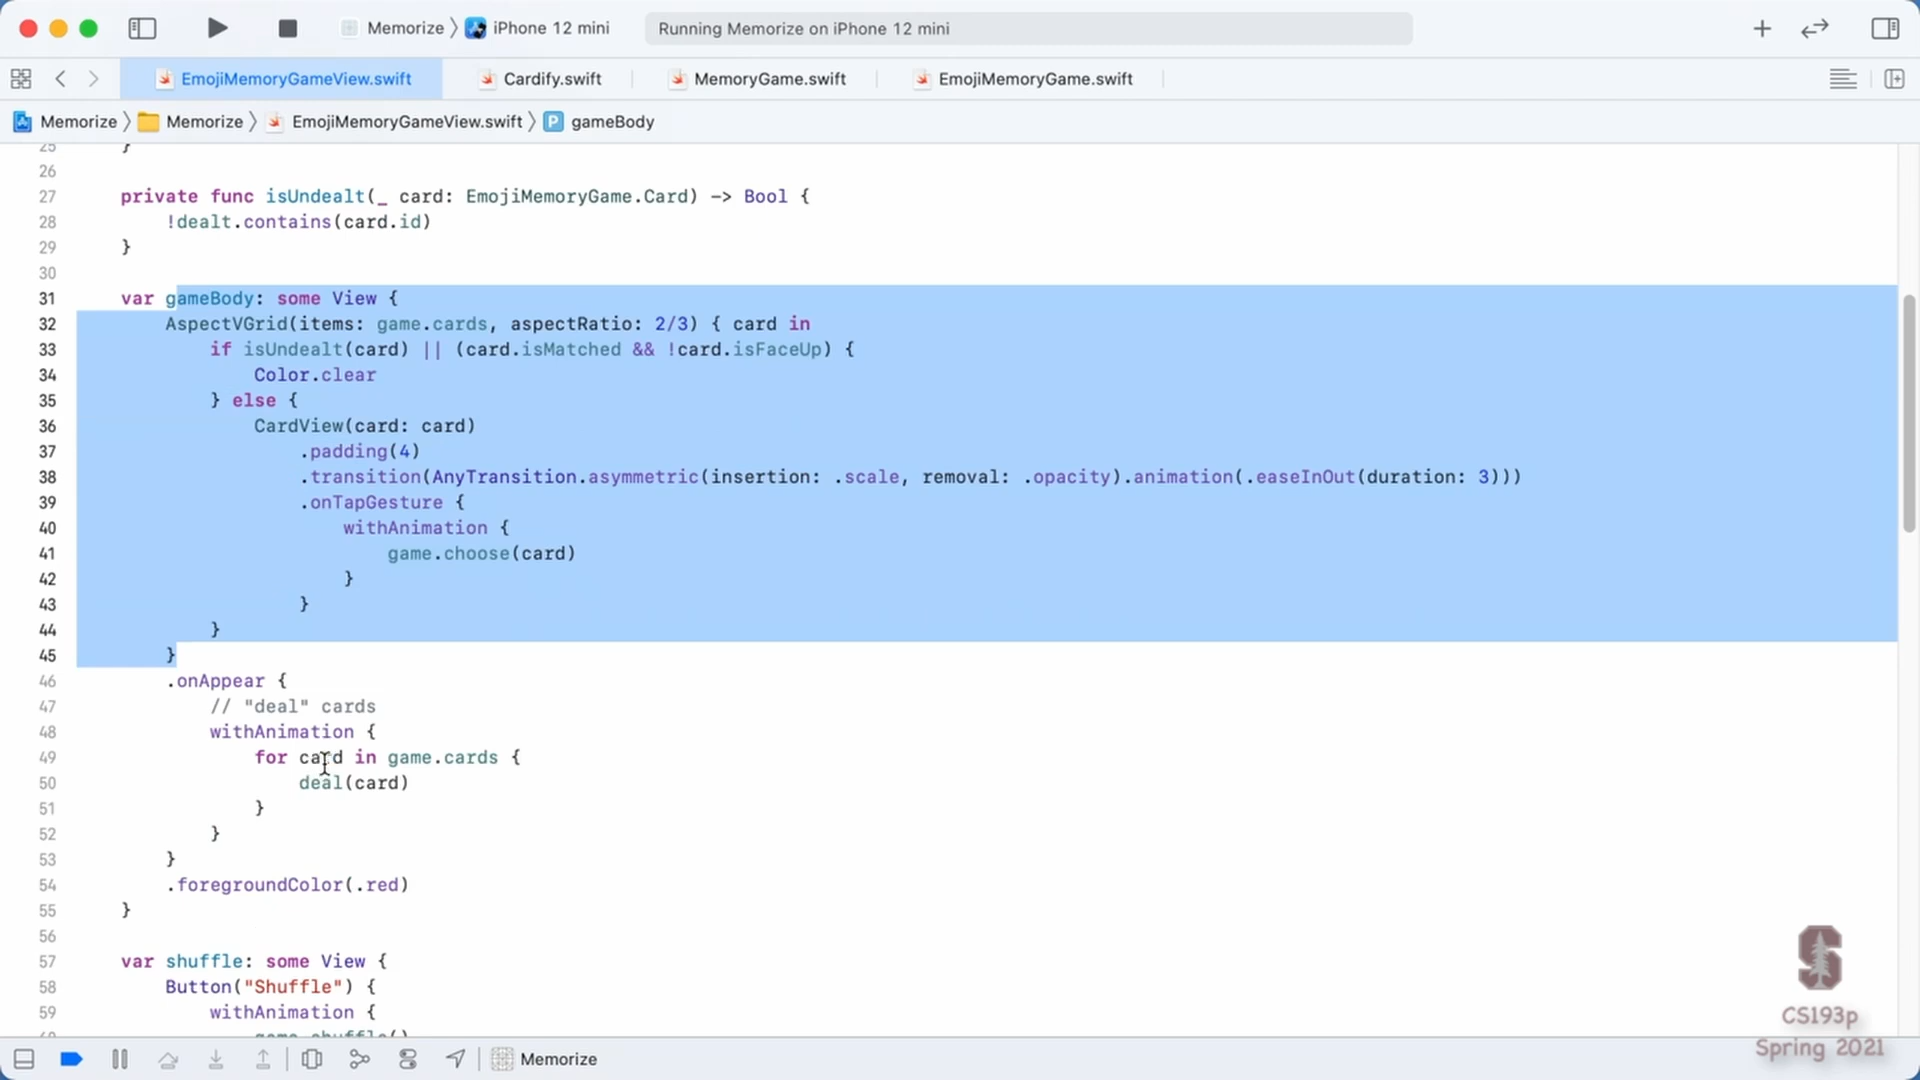 Memorize 〉 iPhone 12 mini
Running Memorize on iPhone 12 mini
EmojiMemoryGameView.swift
Cardify.swift
MemoryGame.swift
EmojiMemoryGame.swift
Memorize 〉 Memorize 〉 EmojiMemoryGameView.swift 〉 P gameBody
25 }
26
27 private func isUndealt(_ card: EmojiMemoryGame.Card) -> Bool {
28 !dealt.contains(card.id)
29 }
30
31 var gameBody: some View {
32 AspectVGrid(items: game.cards, aspectRatio: 2/3) { card in
33 if isUndealt(card) || (card.isMatched && !card.isFaceUp) {
34 Color.clear
35 } else {
36 CardView(card: card)
37 .padding(4)
38 .transition(AnyTransition.asymmetric(insertion: .scale, removal: .opacity).animation(.easeInOut(duration: 3)))
39 .onTapGesture {
40 withAnimation {
41 game.choose(card)
42 }
43 }
44 }
45 }
46 .onAppear {
47 // "deal" cards
48 withAnimation {
49 for card in game.cards {
50 deal(card)
51 }
52 }
53 }
54 .foregroundColor(.red)
55 }
56
57 var shuffle: some View {
58 Button("Shuffle") {
59 withAnimation {
game.shuffle()
Memorize
CS193p
Spring 2021